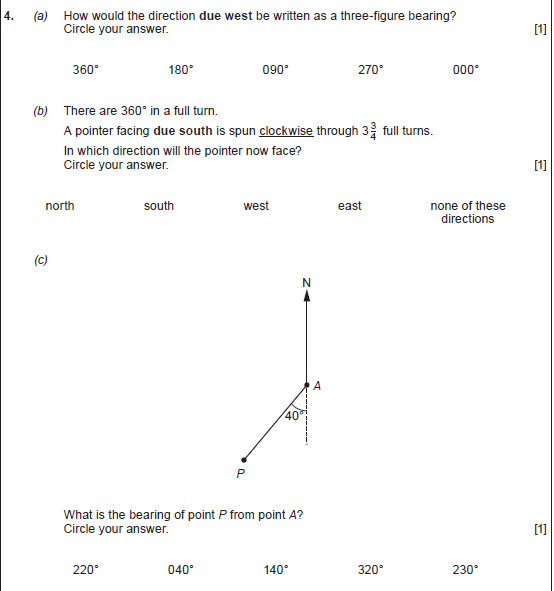 4. (a) How would the direction due west be written as a three-figure bearing?
Circle your answer. [1]
360° 180° 090° 270° 000°
(b) There are 360° in a full turn.
A pointer facing due south is spun clockwise through 3 3/4 full turns.
In which direction will the pointer now face?
Circle your answer. [1]
north south west east none of these
directions
(c)
N
A
40°
P
What is the bearing of point P from point A?
Circle your answer. [1]
220° 040° 140° 320° 230°